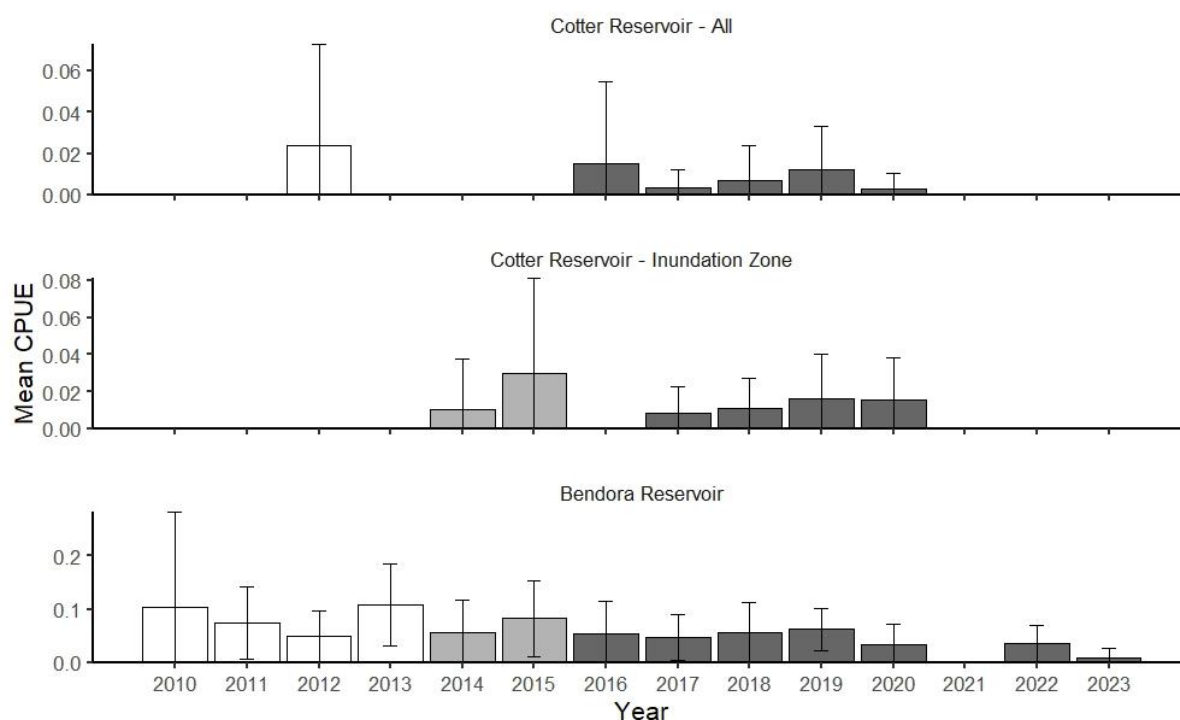 Cotter Reservoir - All
0.06
0.04
0.02
0.00
Cotter Reservoir - Inundation Zone
0.08
0.06
0.04
0.02
0.00
Mean CPUE
Bendora Reservoir
0.2
0.1
0.0
2010 2011 2012 2013 2014 2015 2016 2017 2018 2019 2020 2021 2022 2023
Year